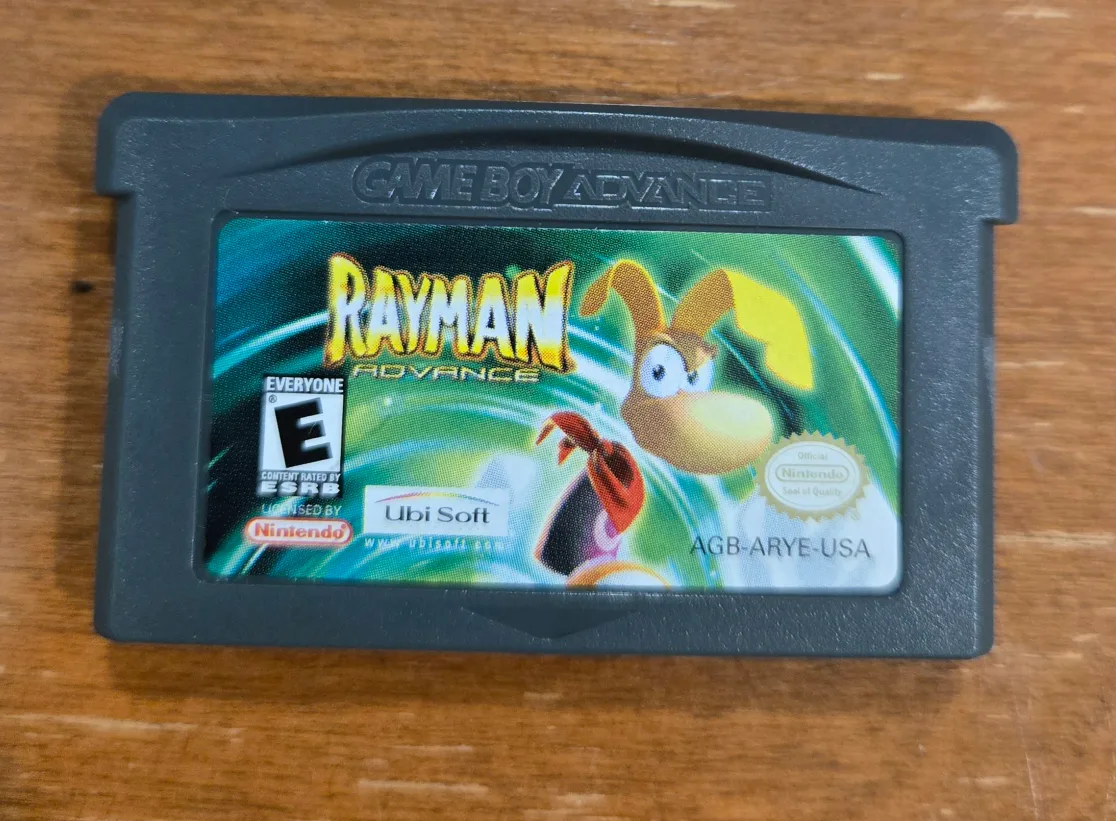 GAME BOY ADVANCE
RAYMAN
ADVANCE
EVERYONE
E
®
CONTENT RATED BY
ESRB
LICENSED BY
Nintendo®
Ubi Soft
www.ubisoft.com
Official
Nintendo
Seal of Quality
AGB-ARYE-USA